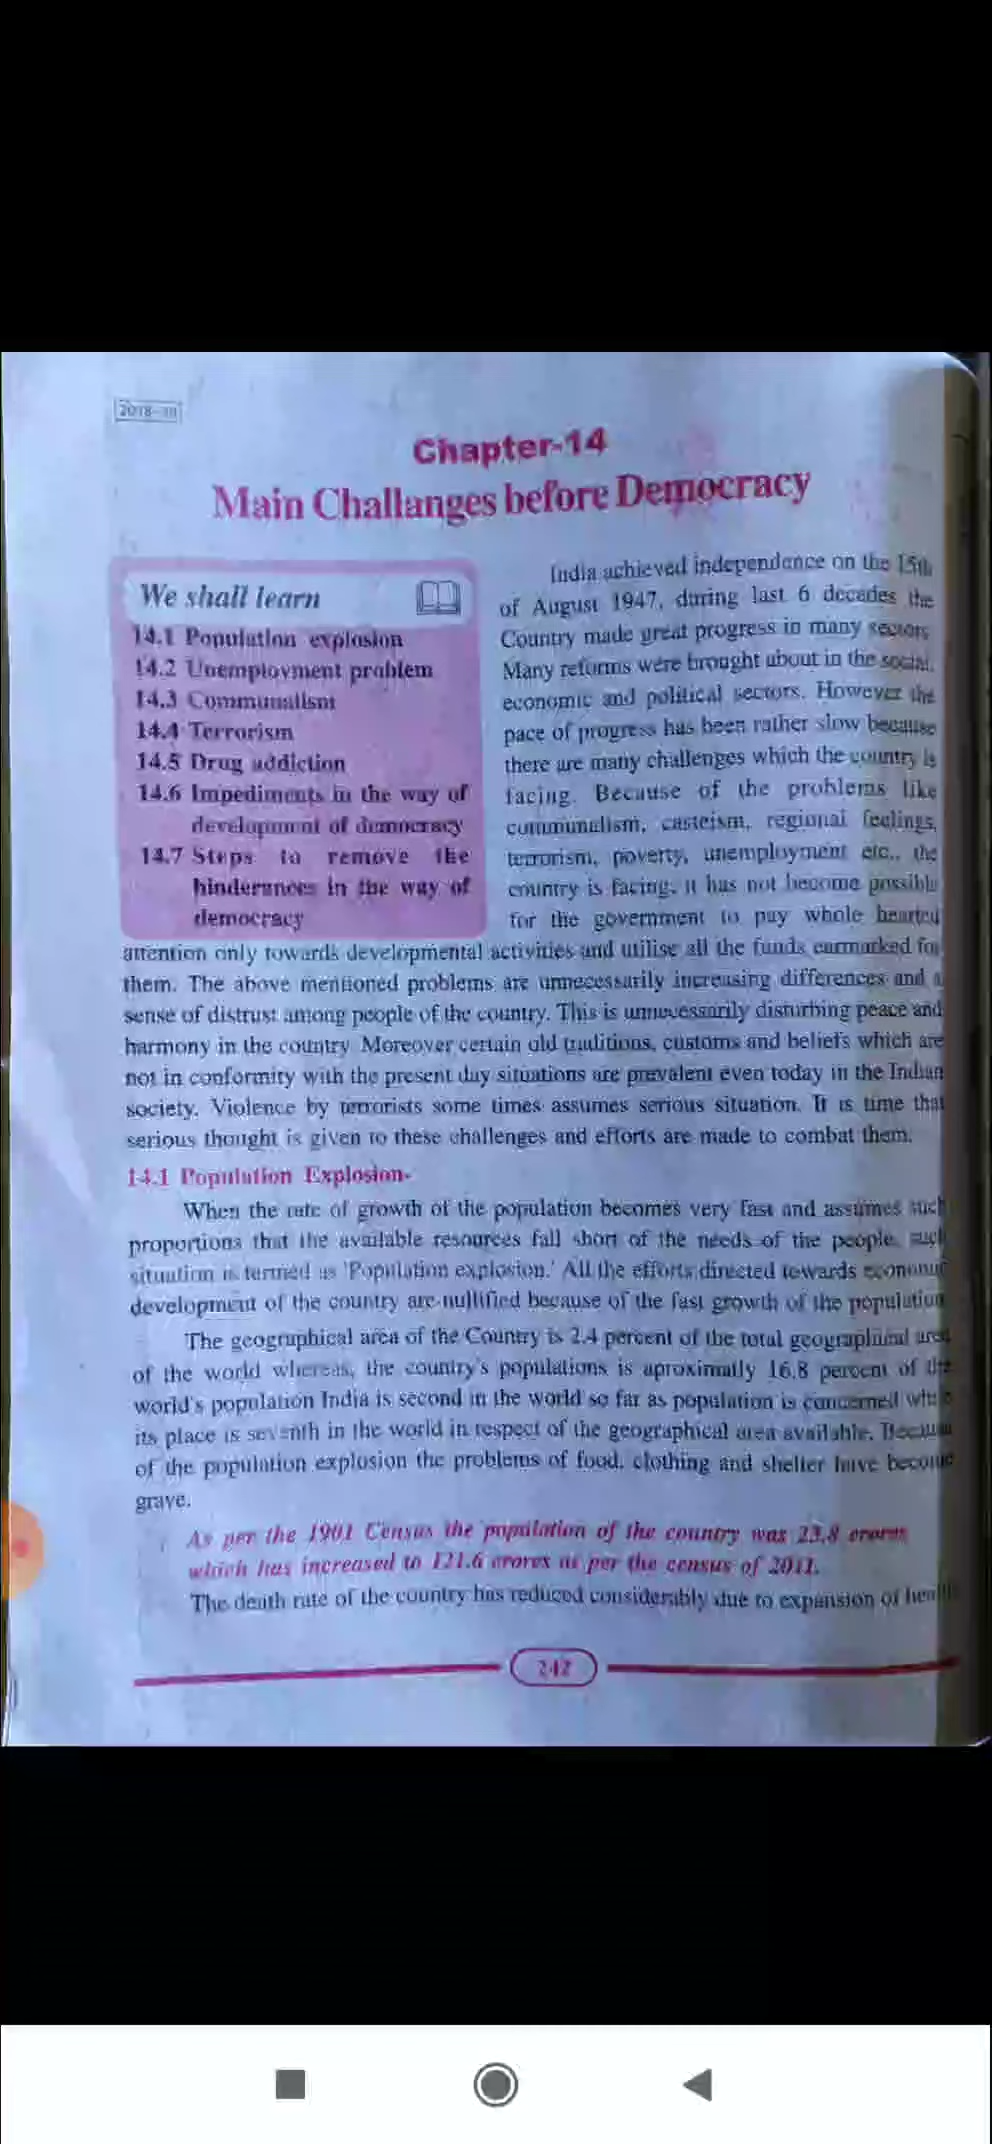 Chapter-14
Main Challanges before Democracy
We shall learn
14.1 Population explosion
14.2 Unemployment problem
14.3 Communalism
14.4 Terrorism
14.5 Drug addiction
14.6 Impediments in the way of
development of democracy
14.7 Steps to remove the
hinderances in the way of
democracy
India achieved independence on the 15th
of August 1947, during last 6 decades the
Country made great progress in many sectors
Many reforms were brought about in the social,
economic and political sectors. However the
pace of progress has been rather slow because
there are many challenges which the country is
facing. Because of the problems like
communalism, casteism, regional feelings,
terrorism, poverty, unemployment etc., the
country is facing, it has not become possible
for the government to pay whole hearted
attention only towards developmental activities and utilise all the funds earmarked for
them. The above mentioned problems are unnecessarily increasing differences and a
sense of distrust among people of the country. This is unnecessarily disturbing peace and
harmony in the country. Moreover certain old traditions, customs and beliefs which are
not in conformity with the present day situations are prevalent even today in the Indian
society. Violence by terrorists some times assumes serious situation. It is time that
serious thought is given to these challenges and efforts are made to combat them.
14.1 Population Explosion-
When the rate of growth of the population becomes very fast and assumes such
proportions that the available resources fall short of the needs of the people, such
situation is termed as 'Population explosion.' All the efforts directed towards economic
development of the country are nullified because of the fast growth of the population
The geographical area of the Country is 2.4 percent of the total geographical area
of the world whereas, the country's populations is aproximatly 16.8 percent of the
world's population India is second in the world so far as population is concerned while
its place is seventh in the world in respect of the geographical area available. Because
of the population explosion the problems of food, clothing and shelter have become
grave.
As per the 1901 Census the population of the country was 23.8 crores
which has increased to 121.6 crores as per the census of 2011.
The death rate of the country has reduced considerably due to expansion of health
242